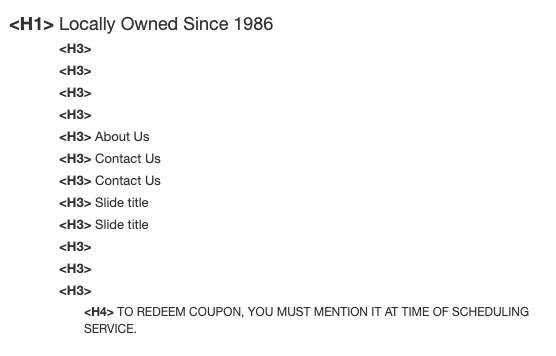 <H1> Locally Owned Since 1986
<H3>
<H3>
<H3>
<H3>
<H3> About Us
<H3> Contact Us
<H3> Contact Us
<H3> Slide title
<H3> Slide title
<H3>
<H3>
<H3>
<H4> TO REDEEM COUPON, YOU MUST MENTION IT AT TIME OF SCHEDULING
SERVICE.